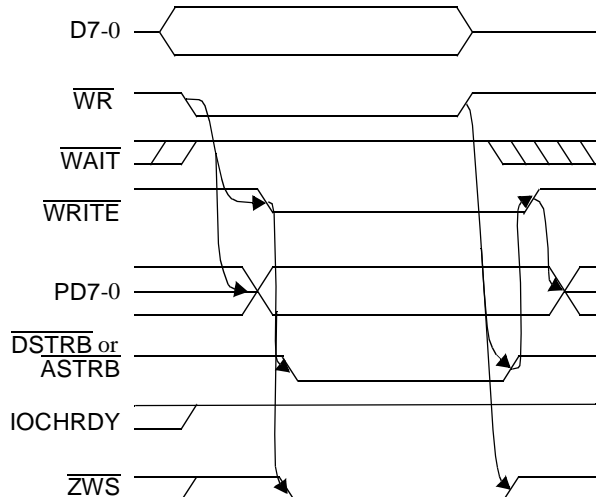 D7-0
WR
WAIT
WRITE
PD7-0
DSTRB or
ASTRB
IOCHRDY
ZWS